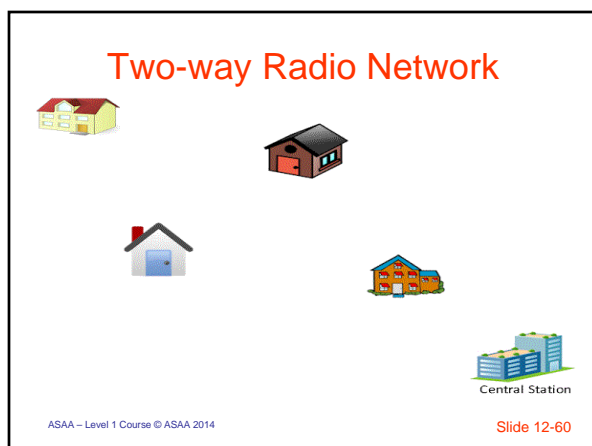 Two-way Radio Network
Central Station
ASAA – Level 1 Course © ASAA 2014
Slide 12-60